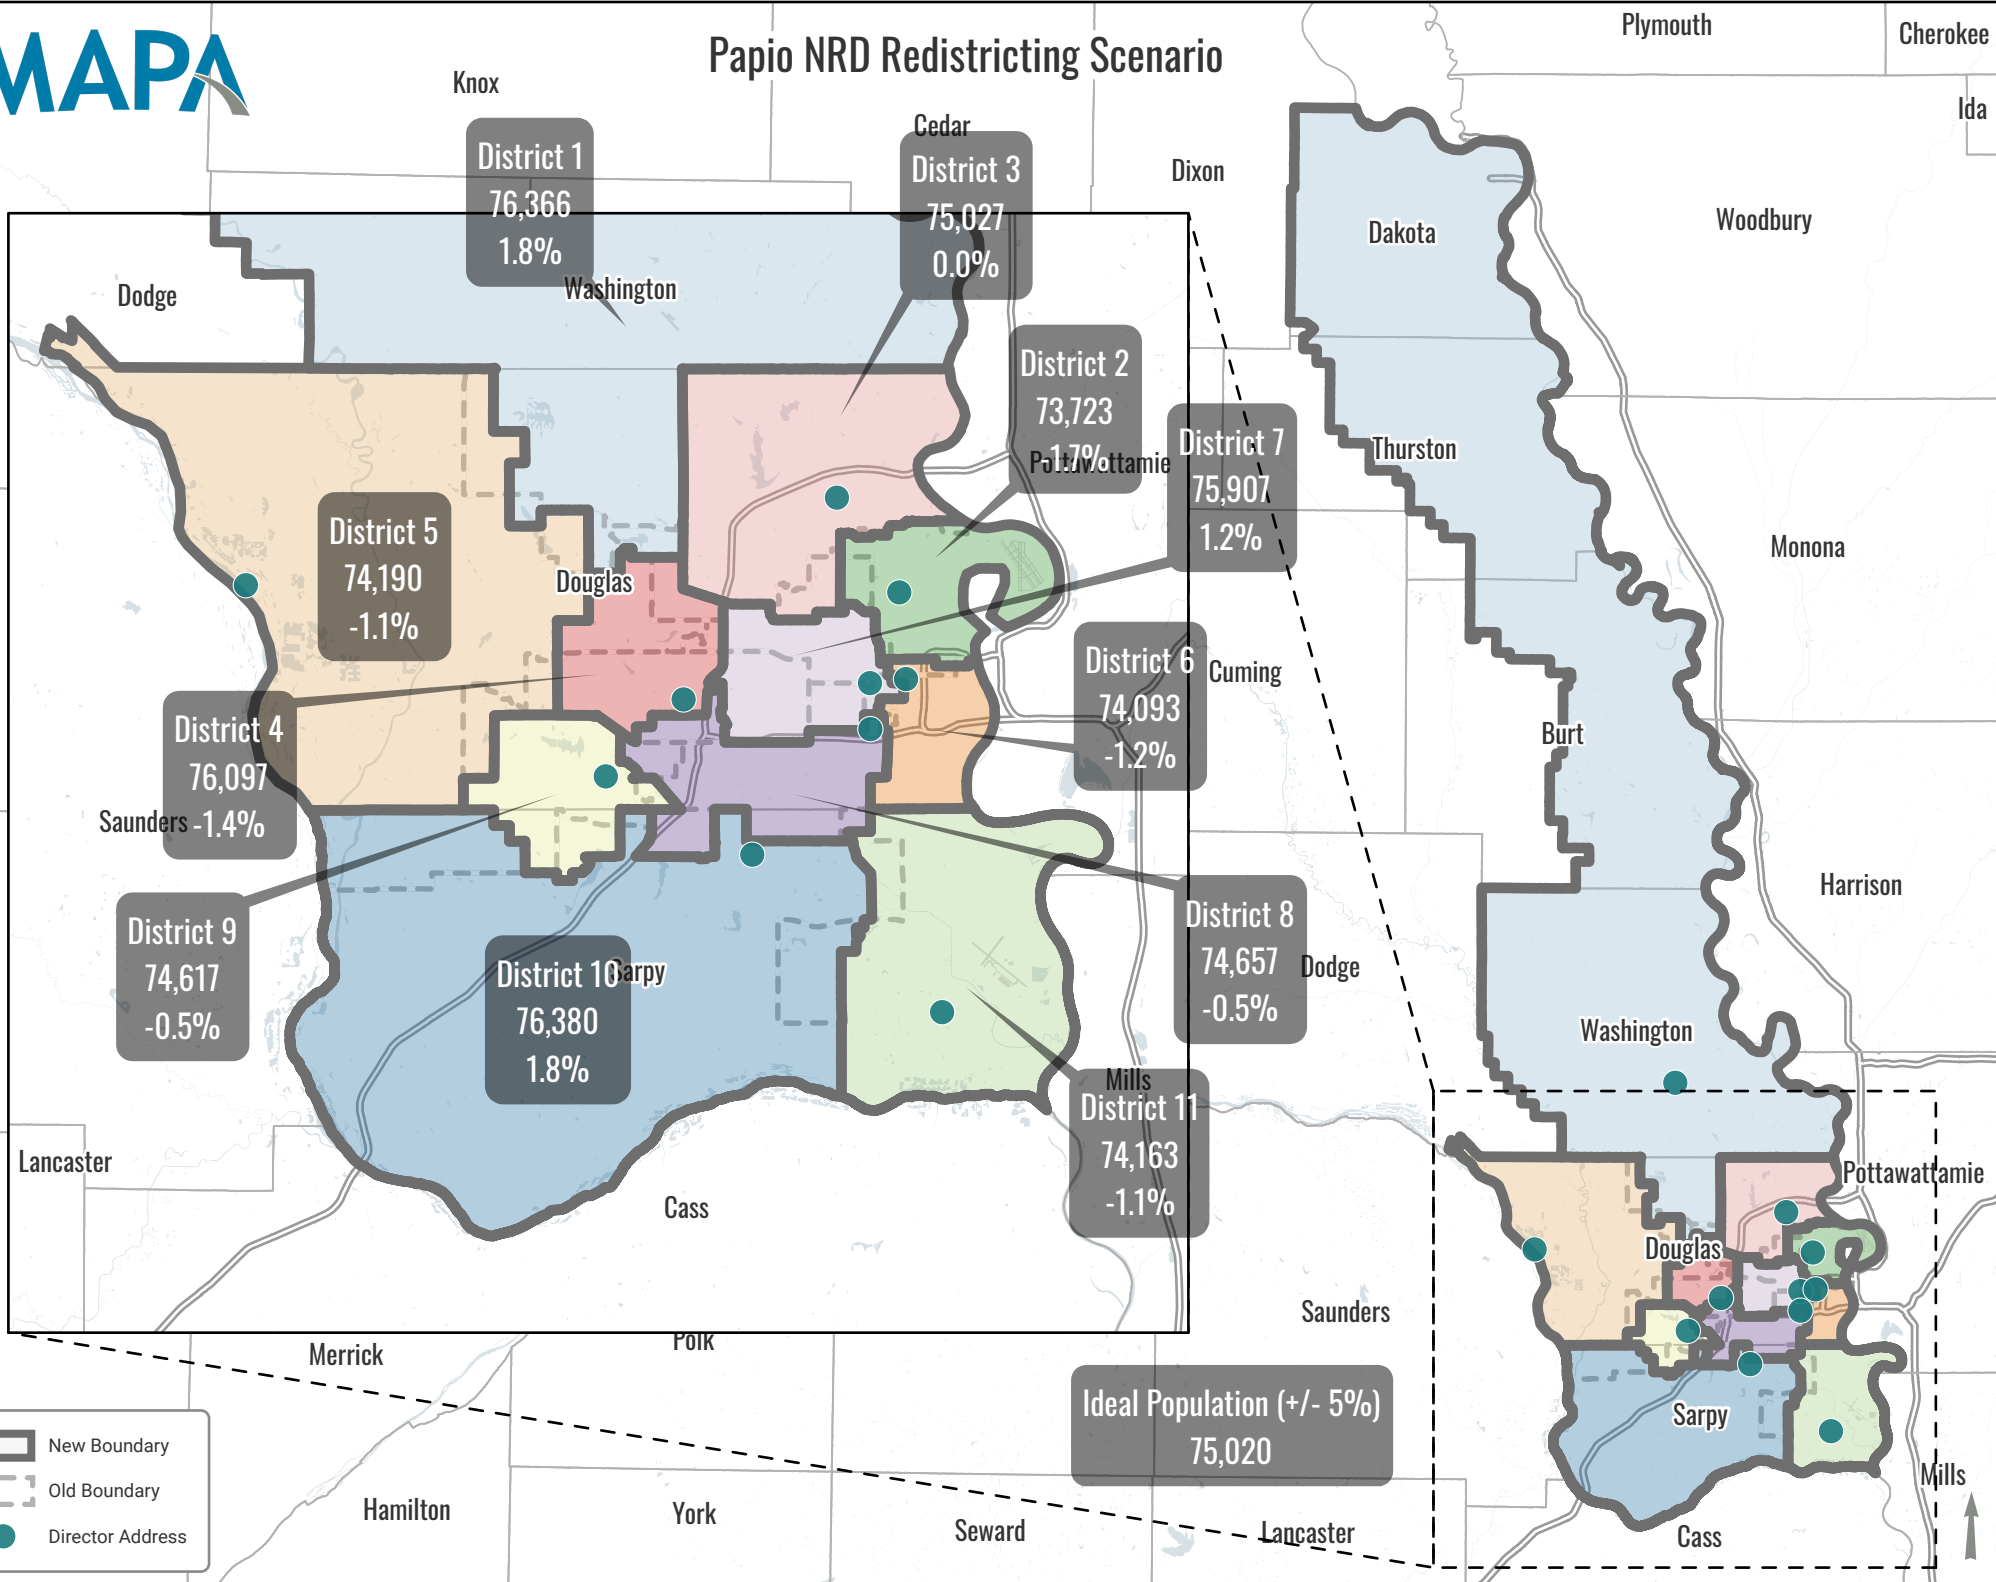 MAPA
Papio NRD Redistricting Scenario
Plymouth
Cherokee
Knox
Ida
Cedar
Dixon
Woodbury
Dakota
District 1
76,366
1.8%
District 3
75,027
0.0%
Washington
Dodge
District 2
73,723
-1.7%
Pottawattamie
District 7
75,907
1.2%
Thurston
Monona
District 5
74,190
-1.1%
Douglas
District 6
74,093
-1.2%
Cuming
Burt
District 4
76,097
-1.4%
Saunders
Harrison
District 9
74,617
-0.5%
District 10
76,380
1.8%
Sarpy
District 8
74,657
-0.5%
Dodge
Washington
Mills
District 11
74,163
-1.1%
Lancaster
Cass
Pottawattamie
Douglas
Saunders
Merrick
Polk
Ideal Population (+/- 5%)
75,020
Sarpy
New Boundary
Old Boundary
Director Address
Hamilton
York
Seward
Lancaster
Mills
Cass